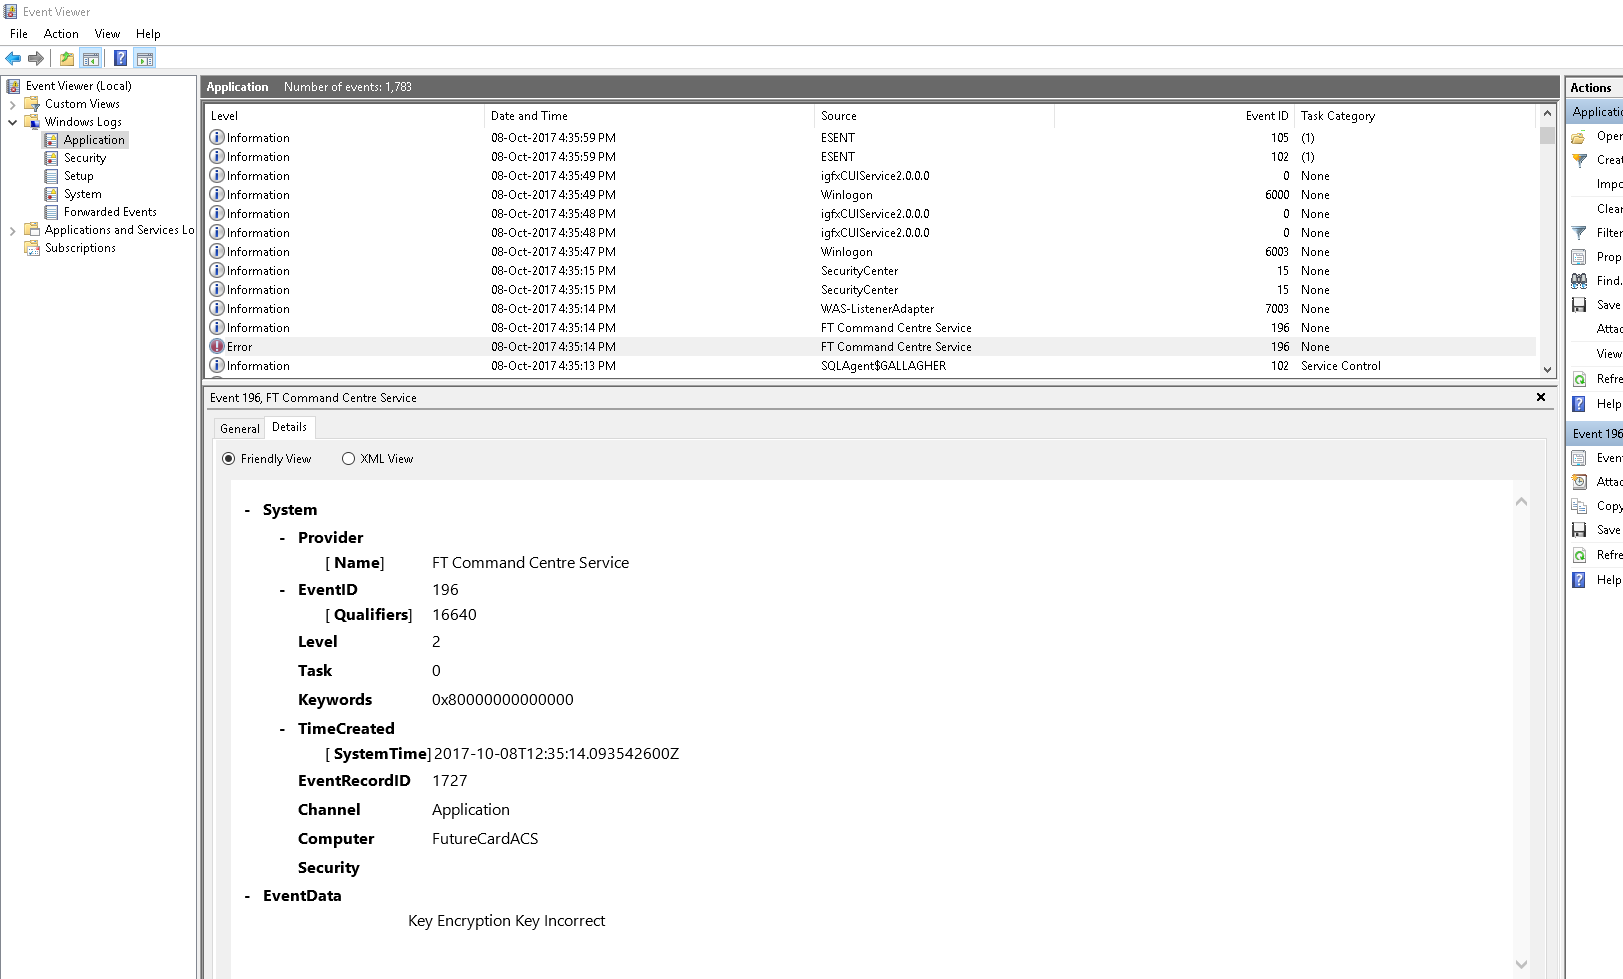 Event Viewer
File Action View Help
Event Viewer (Local)
Custom Views
Windows Logs
Application
Security
Setup
System
Forwarded Events
Applications and Services Lo
Subscriptions
Application Number of events: 1,783
Level Date and Time Source Event ID Task Category
Information 08-Oct-2017 4:35:59 PM ESENT 105 (1)
Information 08-Oct-2017 4:35:59 PM ESENT 102 (1)
Information 08-Oct-2017 4:35:49 PM igfxCUIService2.0.0.0 0 None
Information 08-Oct-2017 4:35:49 PM Winlogon 6000 None
Information 08-Oct-2017 4:35:48 PM igfxCUIService2.0.0.0 0 None
Information 08-Oct-2017 4:35:48 PM igfxCUIService2.0.0.0 0 None
Information 08-Oct-2017 4:35:47 PM Winlogon 6003 None
Information 08-Oct-2017 4:35:15 PM SecurityCenter 15 None
Information 08-Oct-2017 4:35:15 PM SecurityCenter 15 None
Information 08-Oct-2017 4:35:14 PM WAS-ListenerAdapter 7003 None
Information 08-Oct-2017 4:35:14 PM FT Command Centre Service 196 None
Error 08-Oct-2017 4:35:14 PM FT Command Centre Service 196 None
Information 08-Oct-2017 4:35:13 PM SQLAgent$GALLAGHER 102 Service Control
Event 196, FT Command Centre Service
General Details
Friendly View XML View
- System
- Provider
[ Name] FT Command Centre Service
- EventID 196
[ Qualifiers] 16640
Level 2
Task 0
Keywords 0x80000000000000
- TimeCreated
[ SystemTime] 2017-10-08T12:35:14.093542600Z
EventRecordID 1727
Channel Application
Computer FutureCardACS
Security
- EventData
Key Encryption Key Incorrect
Actions
Applicatio
Open
Creat
Impo
Clear
Filter
Prop
Find.
Save
Attac
View
Refre
Help
Event 196
Even
Attac
Copy
Save
Refre
Help